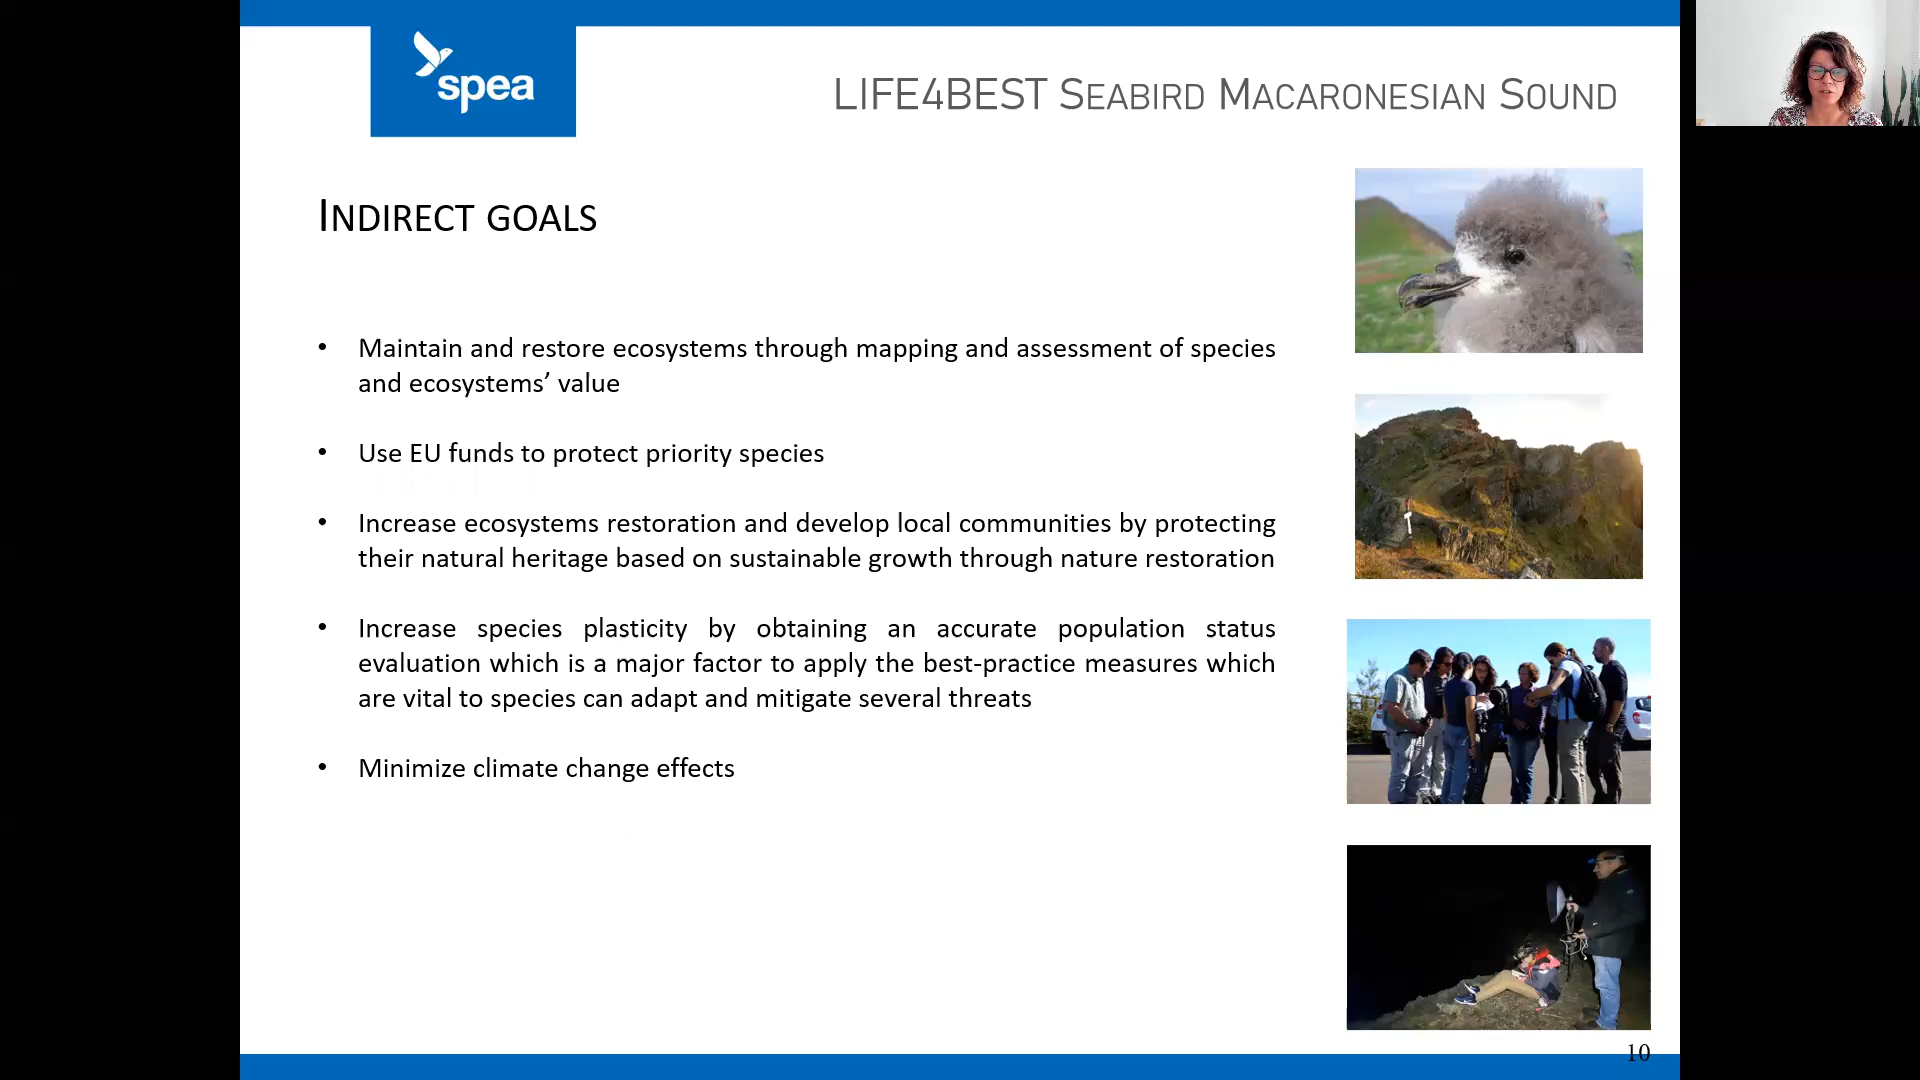 spea
LIFE4BEST SEABIRD MACARONESIAN SOUND
INDIRECT GOALS
• Maintain and restore ecosystems through mapping and assessment of species
and ecosystems’ value
• Use EU funds to protect priority species
• Increase ecosystems restoration and develop local communities by protecting
their natural heritage based on sustainable growth through nature restoration
• Increase species plasticity by obtaining an accurate population status
evaluation which is a major factor to apply the best-practice measures which
are vital to species can adapt and mitigate several threats
• Minimize climate change effects
10